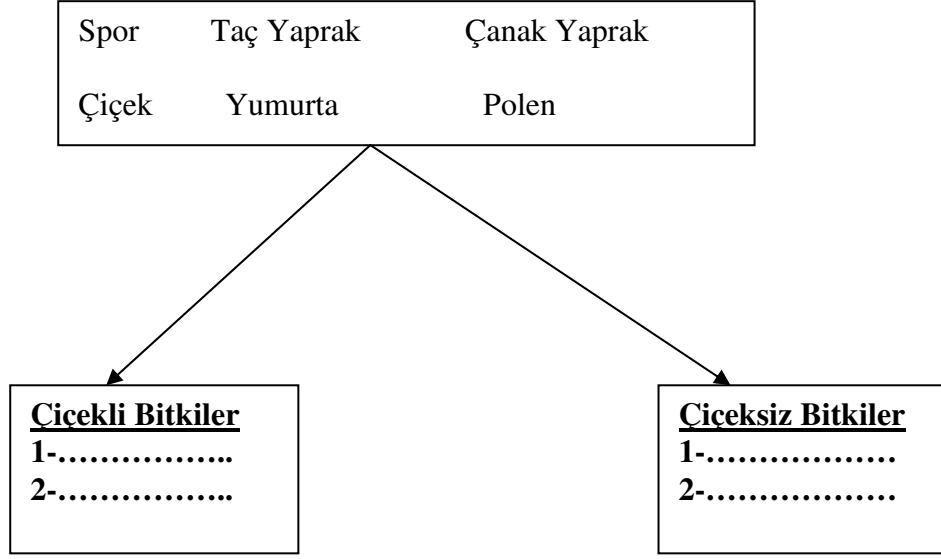 Spor Taç Yaprak Çanak Yaprak
Çiçek Yumurta Polen
Çiçekli Bitkiler
1-……………..
2-……………..
Çiçeksiz Bitkiler
1-………………
2-………………